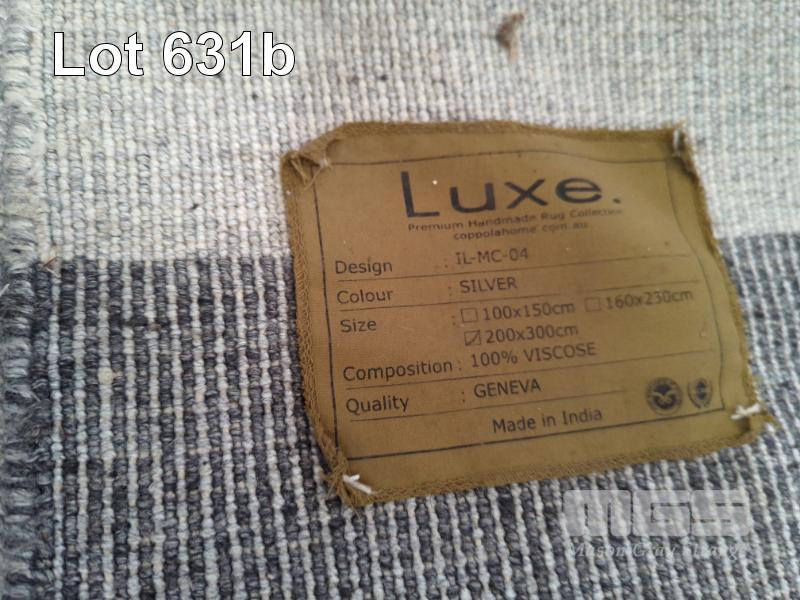 Lot 631b
Luxe.
Premium Handmade Rug Collection
coppolahome.com.au
Design : IL-MC-04
Colour : SILVER
Size : 100x150cm 160x230cm
200x300cm
Composition : 100% VISCOSE
Quality : GENEVA
Made in India
MGS
Mason Gray Strange